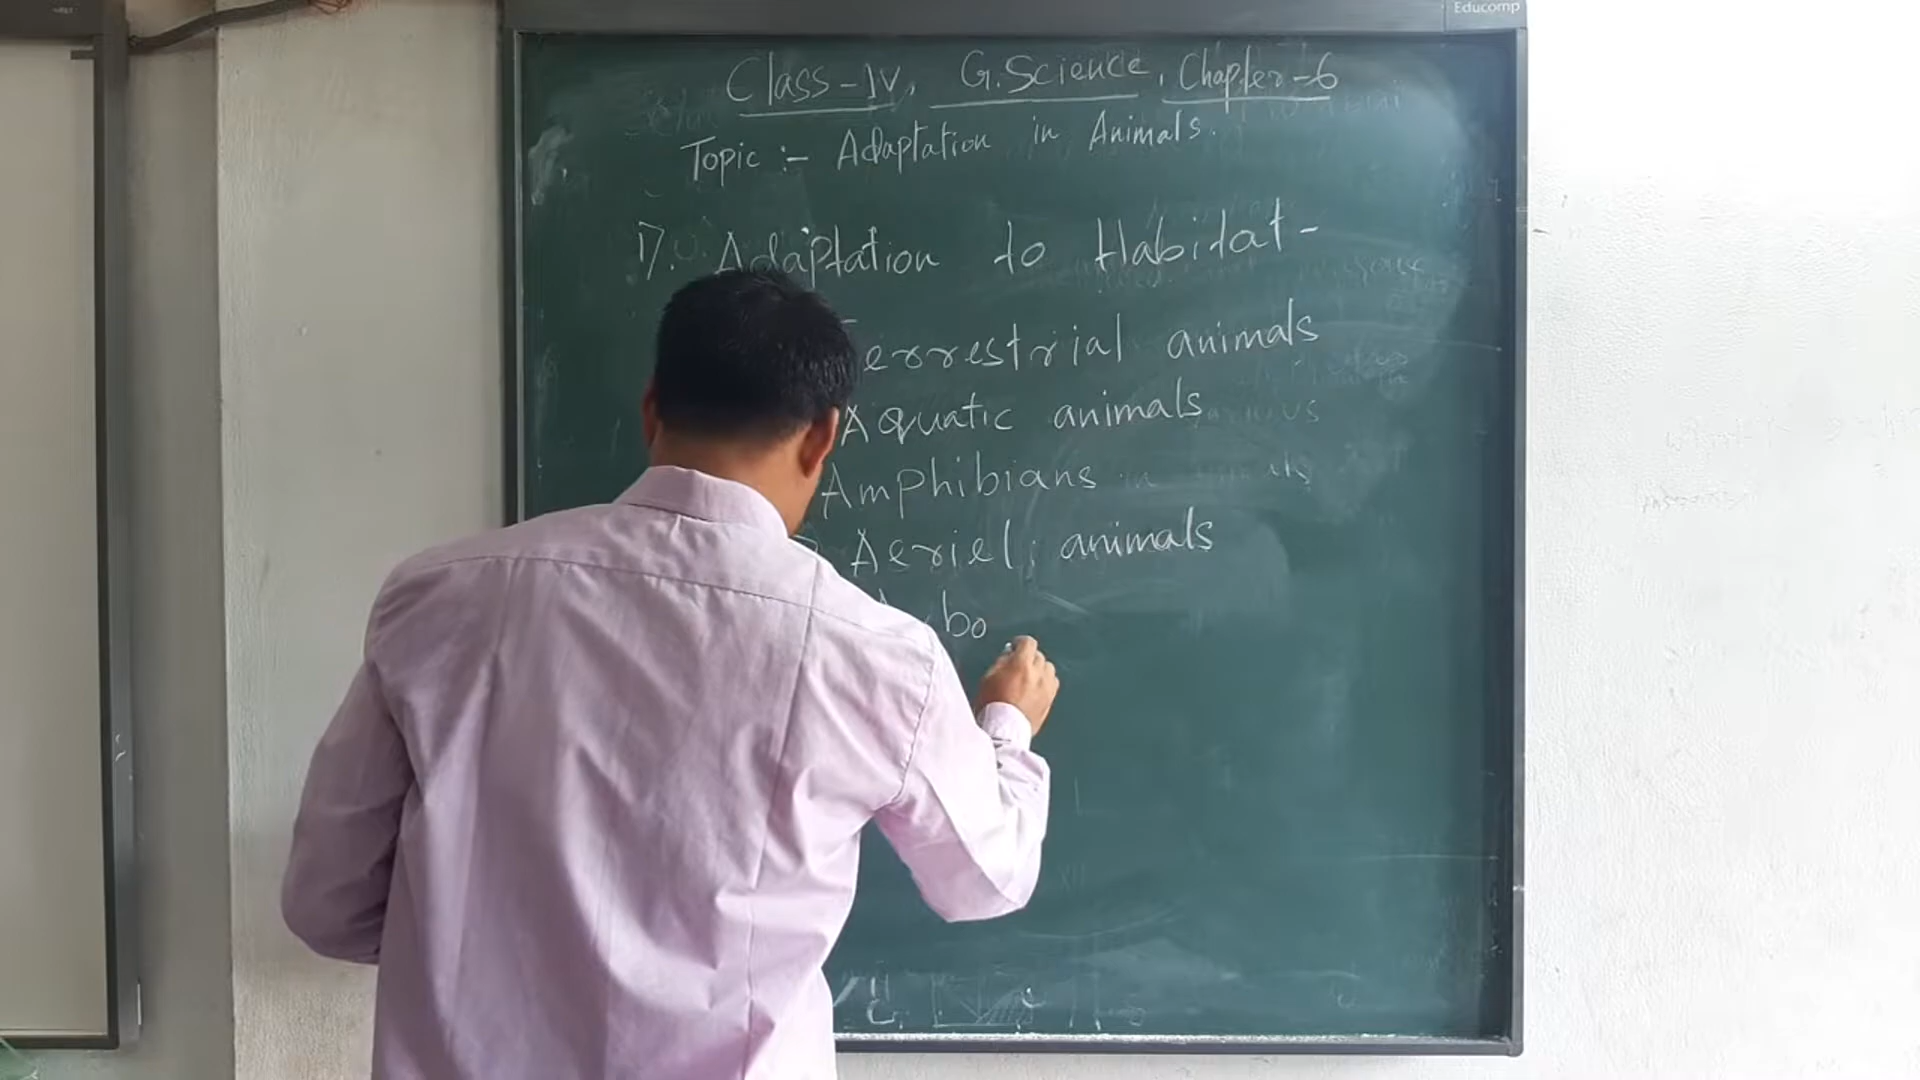 Educomp
Class-IV, G.Science, Chapter-6
Topic :- Adaptation in Animals.
1). Adaptation to Habitat-
errestrial animals
Aquatic animals
Amphibians
Aeriel animals
bo